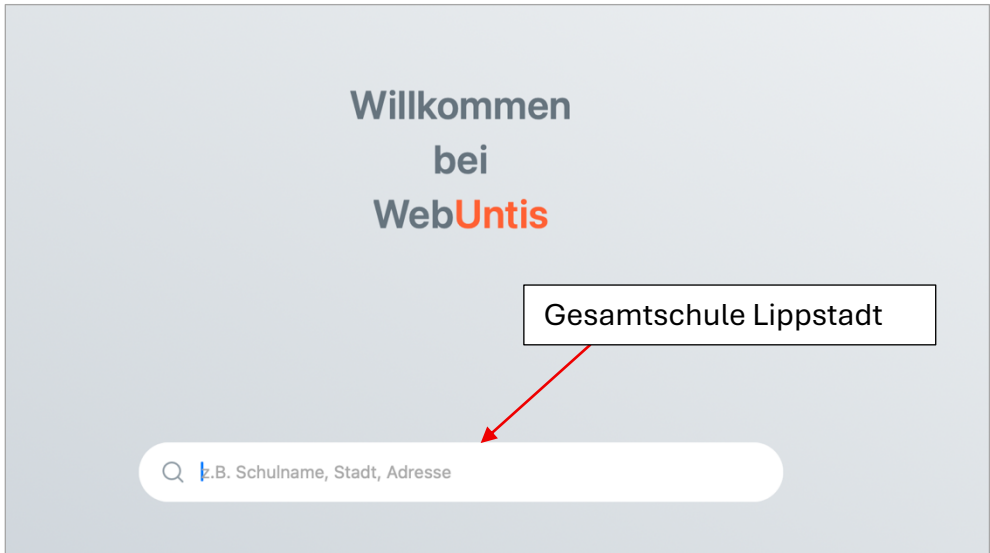 Willkommen
bei
WebUntis
Gesamtschule Lippstadt
z.B. Schulname, Stadt, Adresse